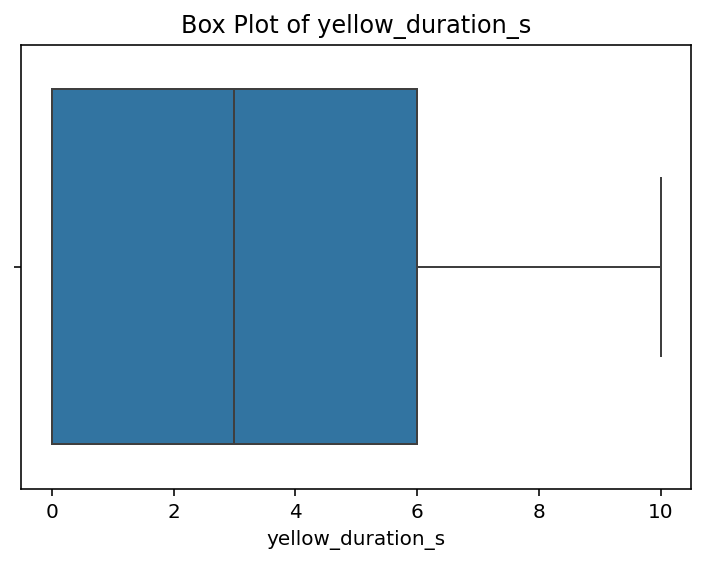 Box Plot of yellow_duration_s
0 2 4 6 8 10
yellow_duration_s